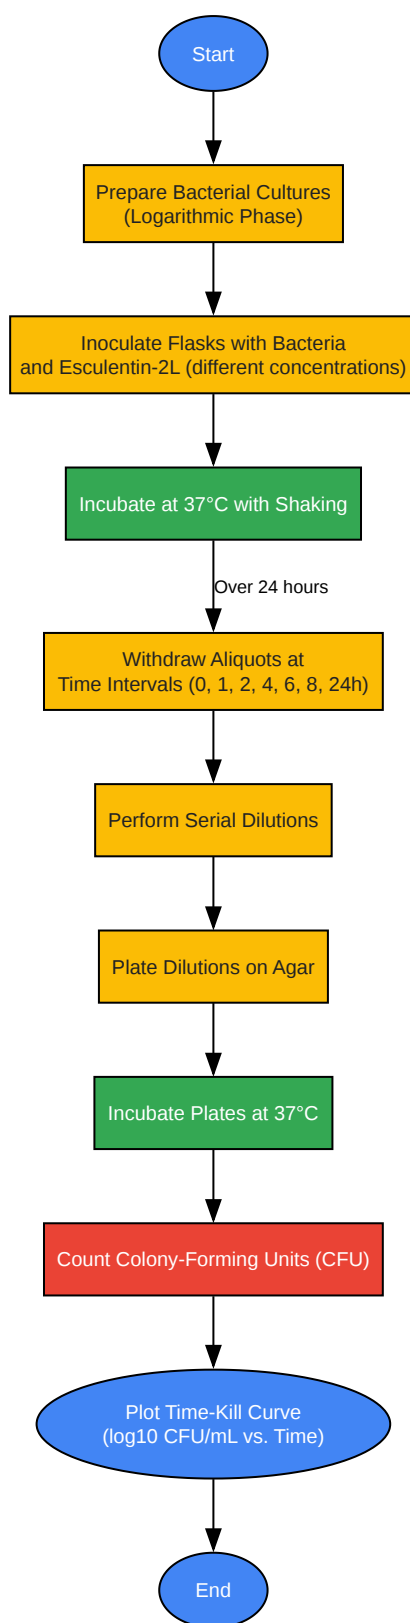 Start
Prepare Bacterial Cultures
(Logarithmic Phase)
Inoculate Flasks with Bacteria
and Esculentin-2L (different concentrations)
Incubate at 37°C with Shaking
Over 24 hours
Withdraw Aliquots at
Time Intervals (0, 1, 2, 4, 6, 8, 24h)
Perform Serial Dilutions
Plate Dilutions on Agar
Incubate Plates at 37°C
Count Colony-Forming Units (CFU)
Plot Time-Kill Curve
(log10 CFU/mL vs. Time)
End